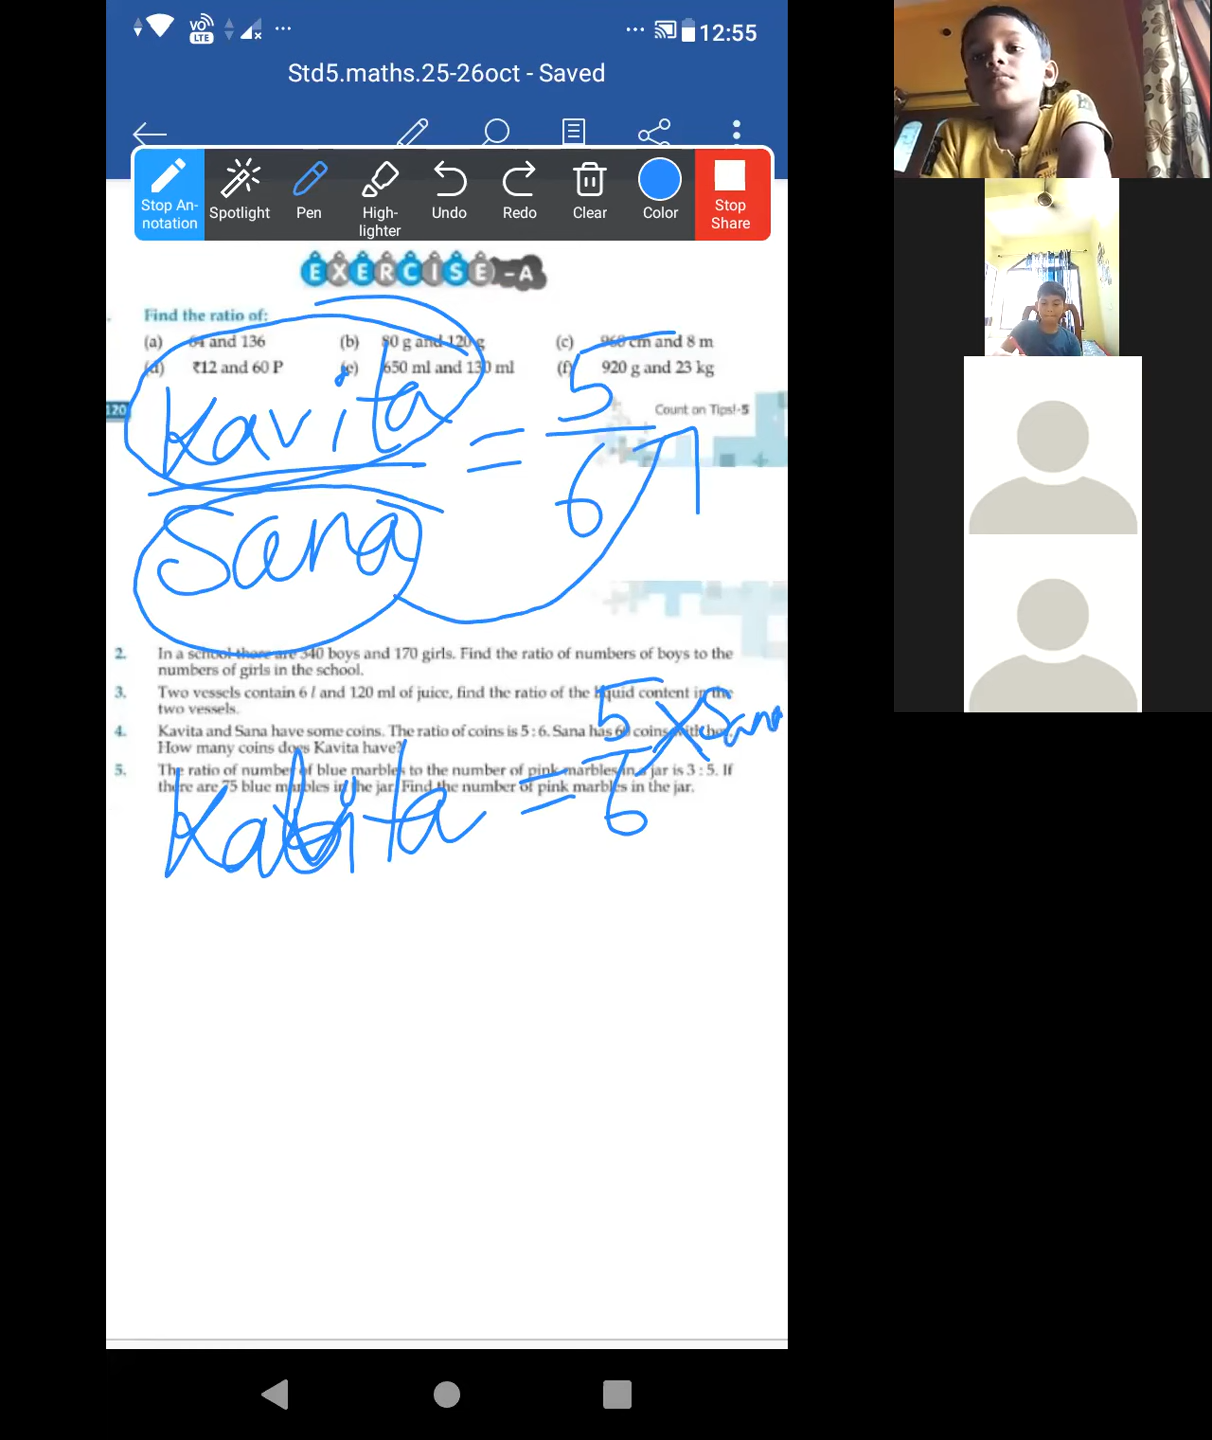 VO LTE 12:55
Std5.maths.25-26oct - Saved
Stop An-notation Spotlight Pen High-lighter Undo Redo Clear Color Stop Share
EXERCISE-A
Find the ratio of:
(a) 64 and 136 (b) 80 g and 120 g (c) 960 cm and 8 m
(d) ₹12 and 60 P (e) 650 ml and 130 ml (f) 920 g and 23 kg
120 Count on Tips!-5
Kavita = 5
Sana 6
2. In a school there are 340 boys and 170 girls. Find the ratio of numbers of boys to the
numbers of girls in the school.
3. Two vessels contain 6 l and 120 ml of juice, find the ratio of the liquid content in the
two vessels.
4. Kavita and Sana have some coins. The ratio of coins is 5 : 6. Sana has coins with her.
How many coins does Kavita have?
5. The ratio of number of blue marbles to the number of pink marbles in a jar is 3 : 5. If
there are 75 blue marbles in the jar. Find the number of pink marbles in the jar.
= 5 × Sana
6